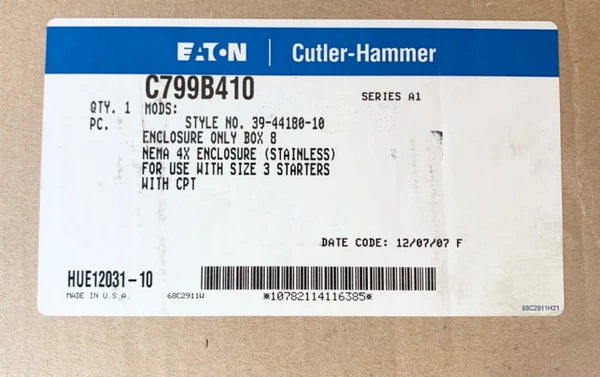 EATON | Cutler-Hammer
C799B410
SERIES A1
QTY. 1 MODS:
PC. STYLE NO. 39-44180-10
ENCLOSURE ONLY BOX 8
NEMA 4X ENCLOSURE (STAINLESS)
FOR USE WITH SIZE 3 STARTERS
WITH CPT
DATE CODE: 12/07/07 F
HUE12031-10
MADE IN U.S.A. 68C2911W *10782114116385*
68C2911H21